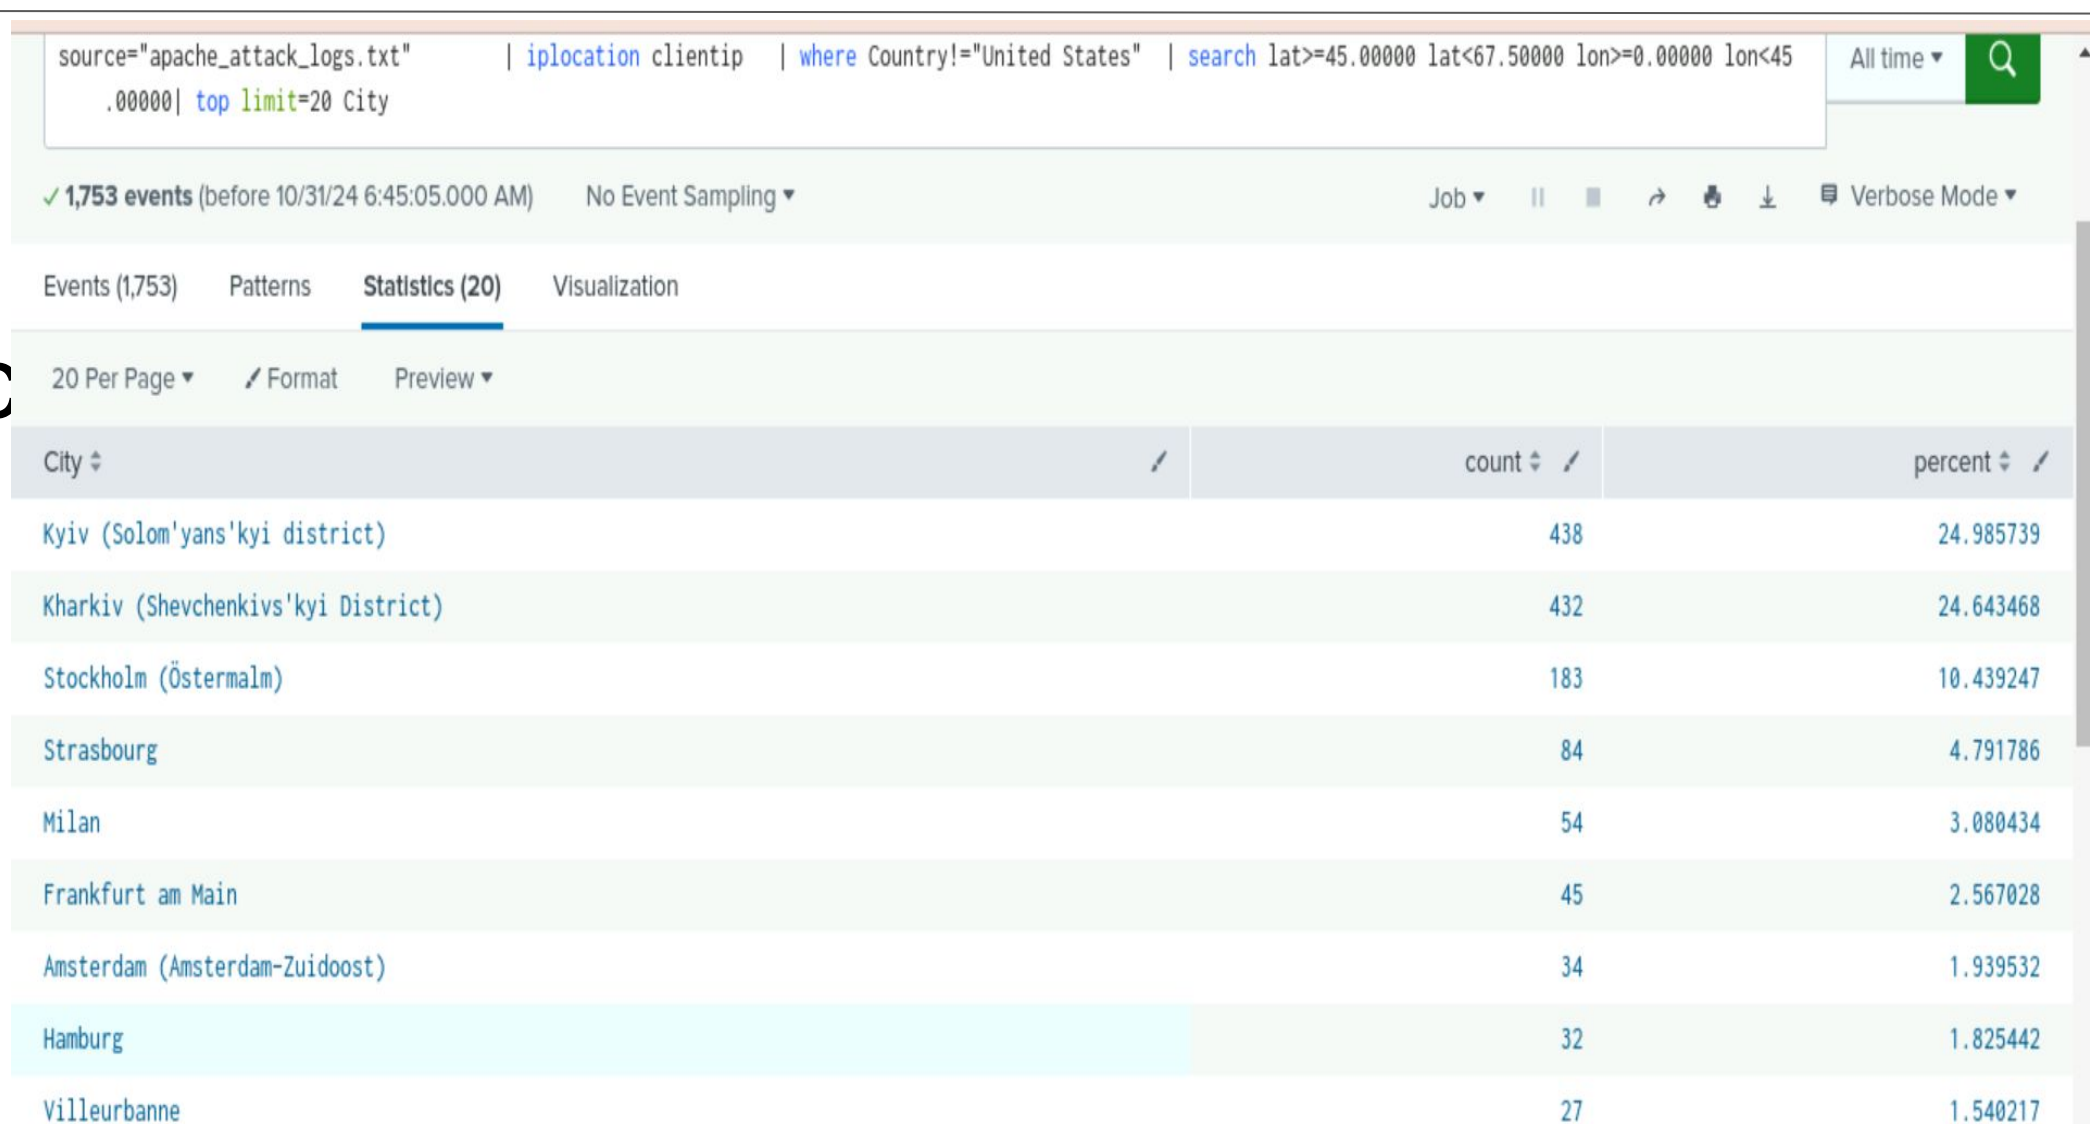 source="apache_attack_logs.txt" | iplocation clientip | where Country!="United States" | search lat>=45.00000 lat<67.50000 lon>=0.00000 lon<45
.00000| top limit=20 City
All time
1,753 events (before 10/31/24 6:45:05.000 AM) No Event Sampling Job Verbose Mode
Events (1,753) Patterns Statistics (20) Visualization
20 Per Page Format Preview
City count percent
Kyiv (Solom'yans'kyi district) 438 24.985739
Kharkiv (Shevchenkivs'kyi District) 432 24.643468
Stockholm (Östermalm) 183 10.439247
Strasbourg 84 4.791786
Milan 54 3.080434
Frankfurt am Main 45 2.567028
Amsterdam (Amsterdam-Zuidoost) 34 1.939532
Hamburg 32 1.825442
Villeurbanne 27 1.540217